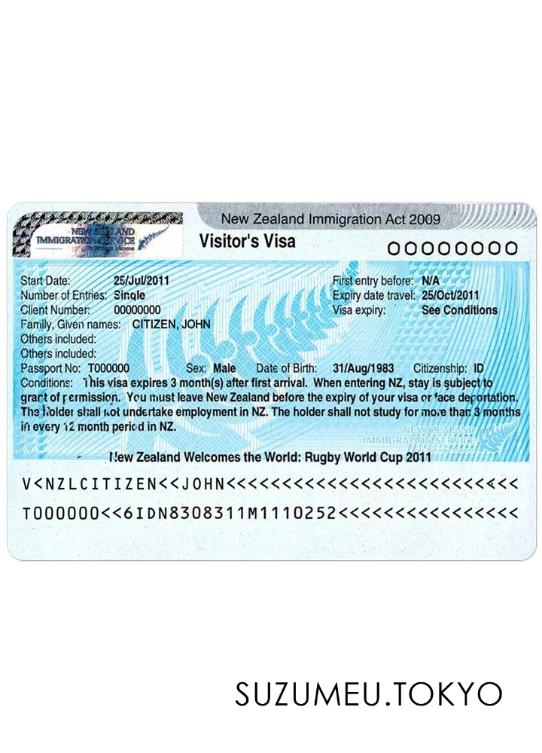 New Zealand Immigration Act 2009
NEW ZEALAND
IMMIGRATION SERVICE
Visitor's Visa
00000000
Start Date: 25/Jul/2011 First entry before: N/A
Number of Entries: Single Expiry date travel: 25/Oct/2011
Client Number: 00000000 Visa expiry: See Conditions
Family, Given names: CITIZEN, JOHN
Others included:
Others included:
Passport No: T000000 Sex: Male Date of Birth: 31/Aug/1983 Citizenship: ID
Conditions: This visa expires 3 month(s) after first arrival. When entering NZ, stay is subject to
grant of permission. You must leave New Zealand before the expiry of your visa or face deportation.
The holder shall not undertake employment in NZ. The holder shall not study for more than 3 months
in every 12 month period in NZ.
NEW ZEALAND
IMMIGRATION SERVICE
New Zealand Welcomes the World: Rugby World Cup 2011
V<NZLCITIZEN<<JOHN<<<<<<<<<<<<<<<<<<<<<<<<<<
T000000<<6IDN8308311M1110252<<<<<<<<<<<<<<<<
SUZUMEU.TOKYO